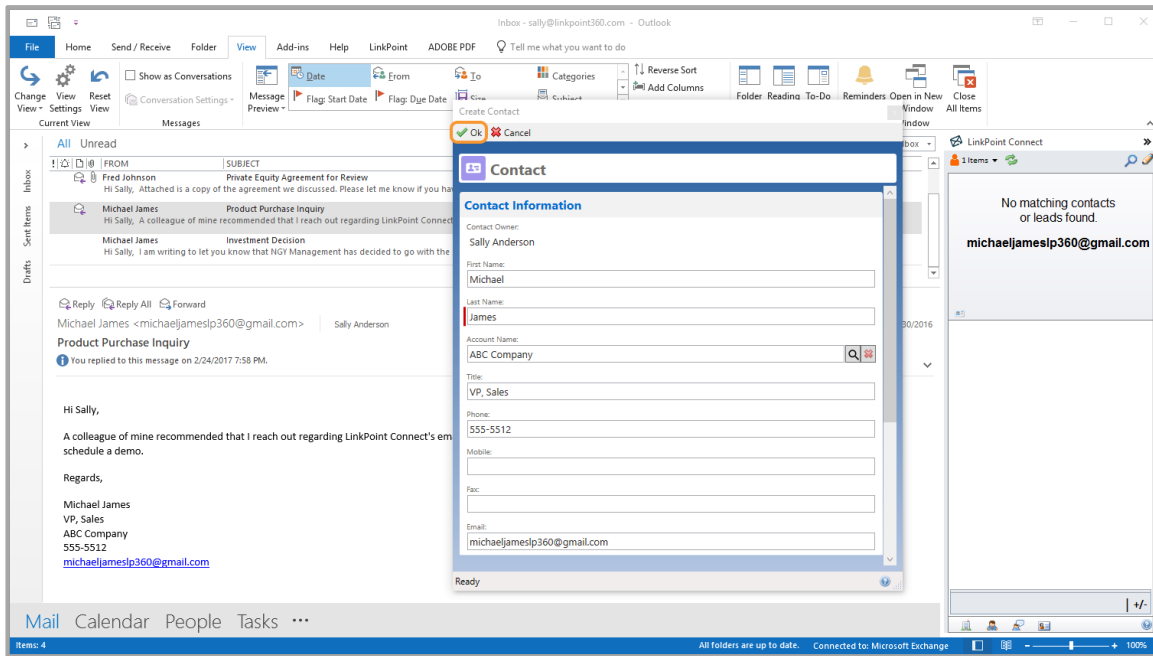 Inbox - sally@linkpoint360.com - Outlook
File Home Send / Receive Folder View Add-ins Help LinkPoint ADOBE PDF Tell me what you want to do
Change View Settings Reset View
Current View
Show as Conversations
Conversation Settings
Messages
Message Preview
Date From To Categories
Flag: Start Date Flag: Due Date Size Subject
Reverse Sort
Add Columns
Folder Reading To-Do Reminders Open in New Window Close All Items
Window
All Unread
FROM SUBJECT
Fred Johnson Private Equity Agreement for Review
Hi Sally, Attached is a copy of the agreement we discussed. Please let me know if you hav
Michael James Product Purchase Inquiry
Hi Sally, A colleague of mine recommended that I reach out regarding LinkPoint Connect
Michael James Investment Decision
Hi Sally, I am writing to let you know that NGY Management has decided to go with the
Inbox
Sent Items
Drafts
Reply Reply All Forward
Michael James <michaeljameslp360@gmail.com> Sally Anderson
30/2016
Product Purchase Inquiry
You replied to this message on 2/24/2017 7:58 PM.
Hi Sally,
A colleague of mine recommended that I reach out regarding LinkPoint Connect's em
schedule a demo.
Regards,
Michael James
VP, Sales
ABC Company
555-5512
michaeljameslp360@gmail.com
Create Contact
Ok Cancel
Contact
Contact Information
Contact Owner:
Sally Anderson
First Name:
Michael
Last Name:
James
Account Name:
ABC Company
Title:
VP, Sales
Phone:
555-5512
Mobile:
Fax:
Email:
michaeljameslp360@gmail.com
Ready
box
LinkPoint Connect
1 Items
No matching contacts
or leads found.
michaeljameslp360@gmail.com
+/-
Mail Calendar People Tasks •••
Items: 4
All folders are up to date. Connected to: Microsoft Exchange 100%